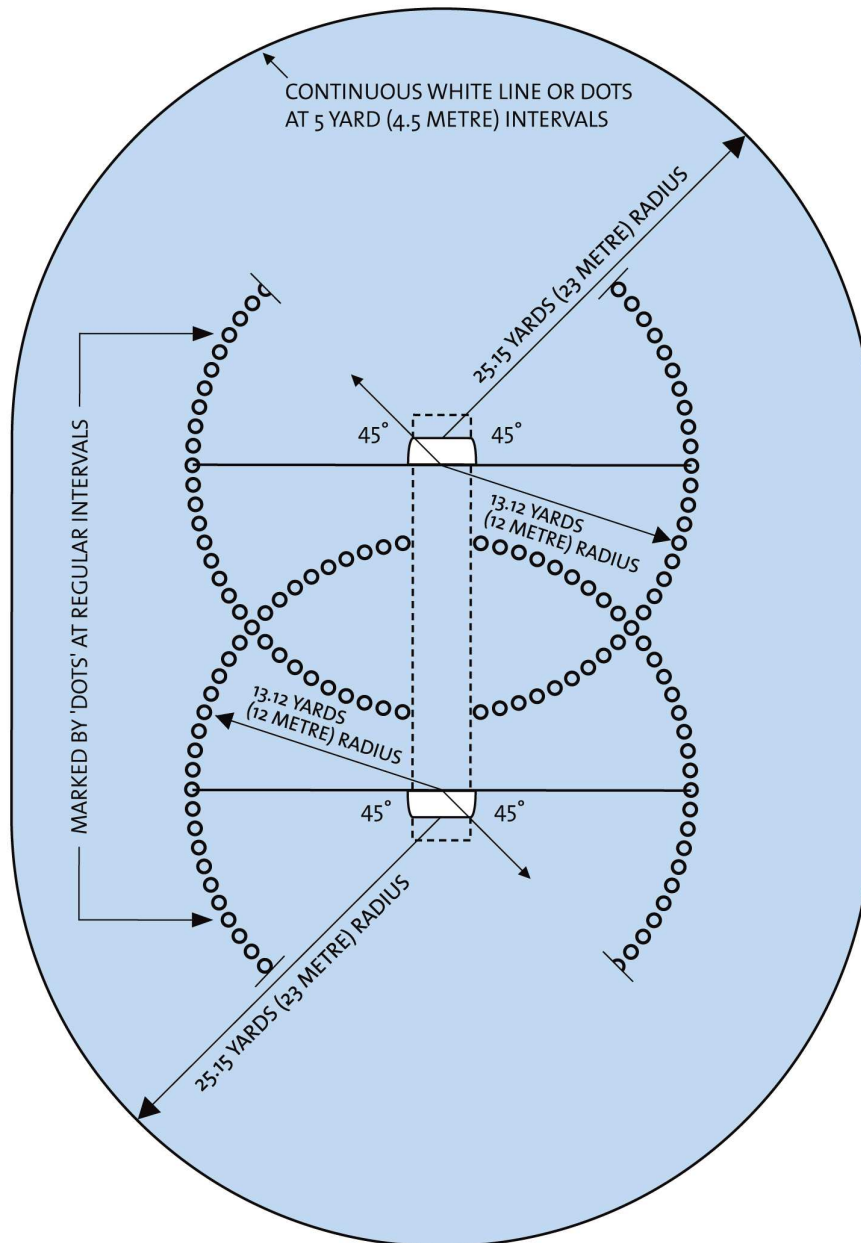 CONTINUOUS WHITE LINE OR DOTS
AT 5 YARD (4.5 METRE) INTERVALS
25.15 YARDS (23 METRE) RADIUS
45°
45°
13.12 YARDS
(12 METRE) RADIUS
MARKED BY 'DOTS' AT REGULAR INTERVALS
13.12 YARDS
(12 METRE) RADIUS
45°
45°
25.15 YARDS (23 METRE) RADIUS